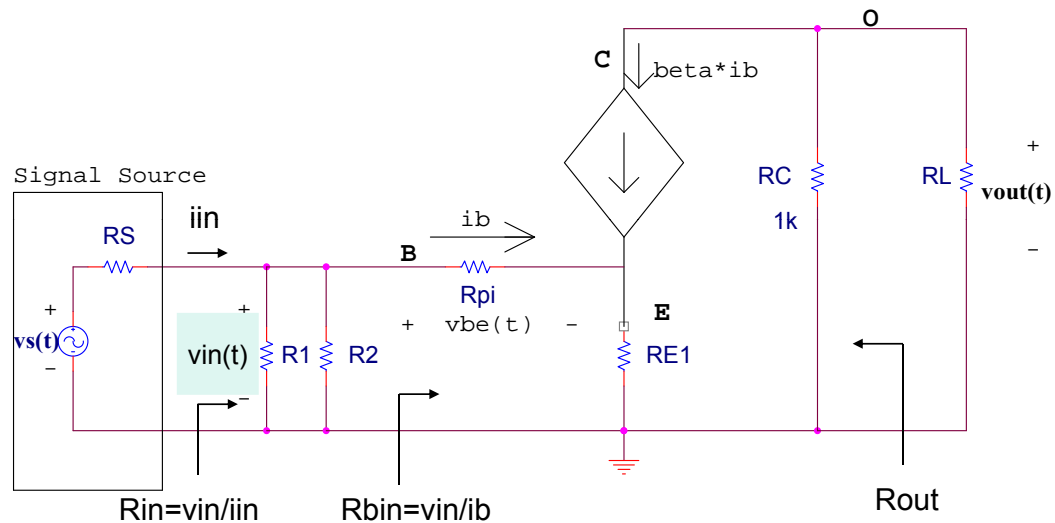 O
C
beta*ib
Signal Source
+
RC
RL
vout(t)
iin
ib
1k
RS
B
−
Rpi
+
+
+ vbe(t) −
E
vs(t)
vin(t)
R1
R2
RE1
−
−
Rin=vin/iin
Rbin=vin/ib
Rout